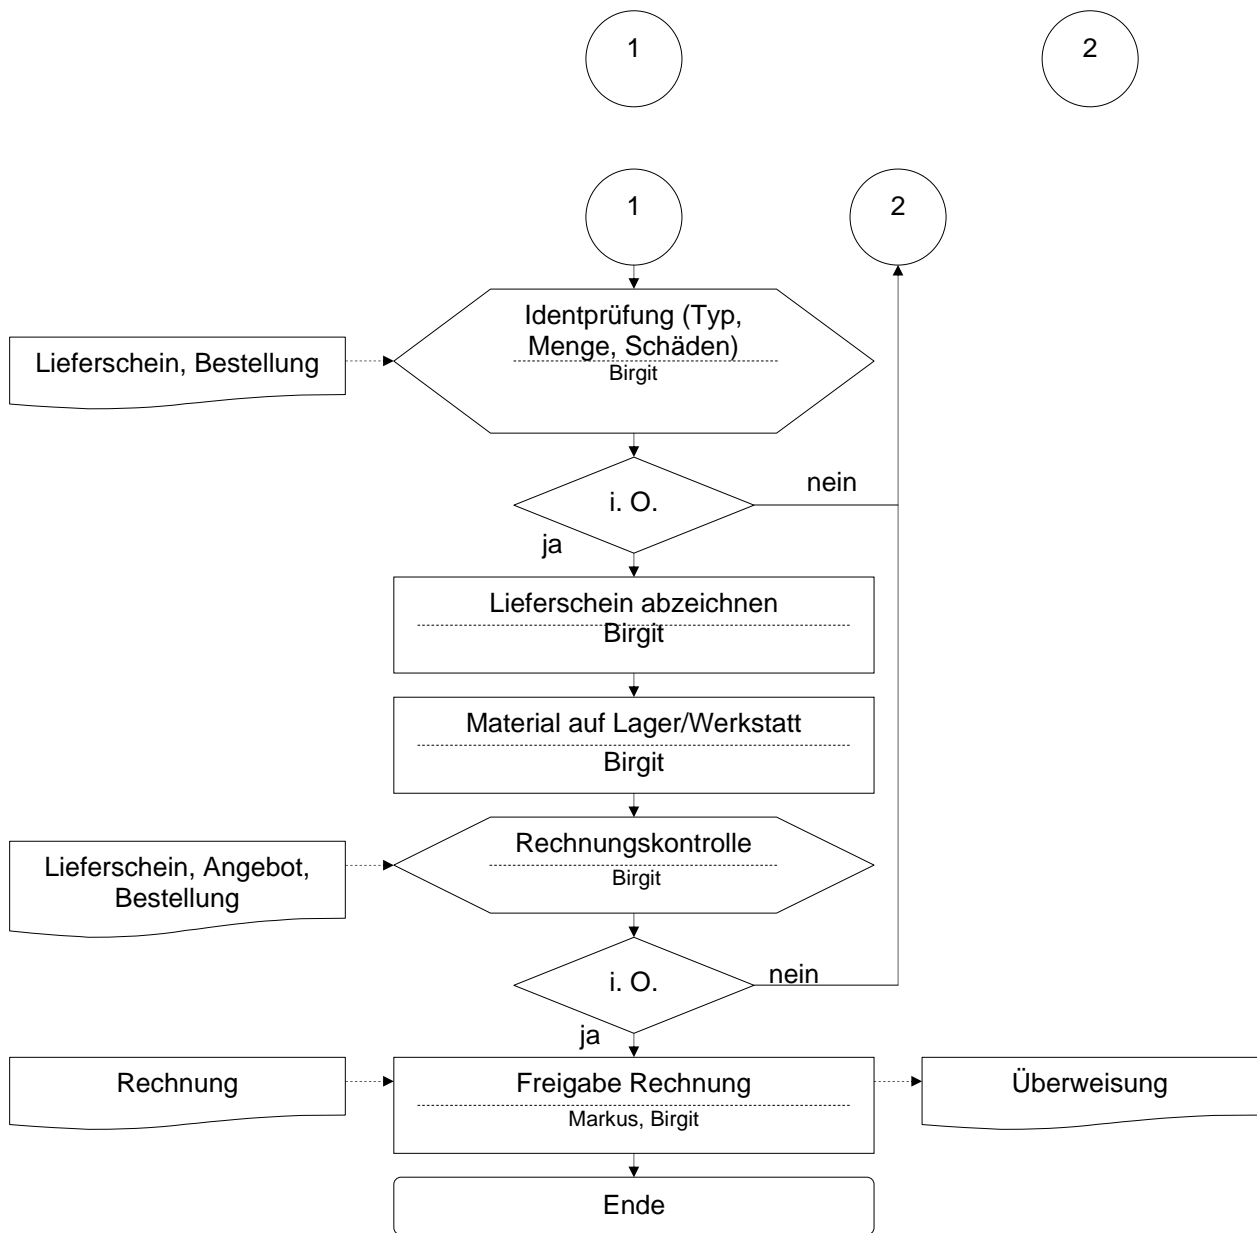 1
2
1
2
Identprüfung (Typ,
Menge, Schäden)
Birgit
Lieferschein, Bestellung
i. O.
nein
ja
Lieferschein abzeichnen
Birgit
Material auf Lager/Werkstatt
Birgit
Rechnungskontrolle
Birgit
Lieferschein, Angebot,
Bestellung
i. O.
nein
ja
Rechnung
Freigabe Rechnung
Markus, Birgit
Überweisung
Ende